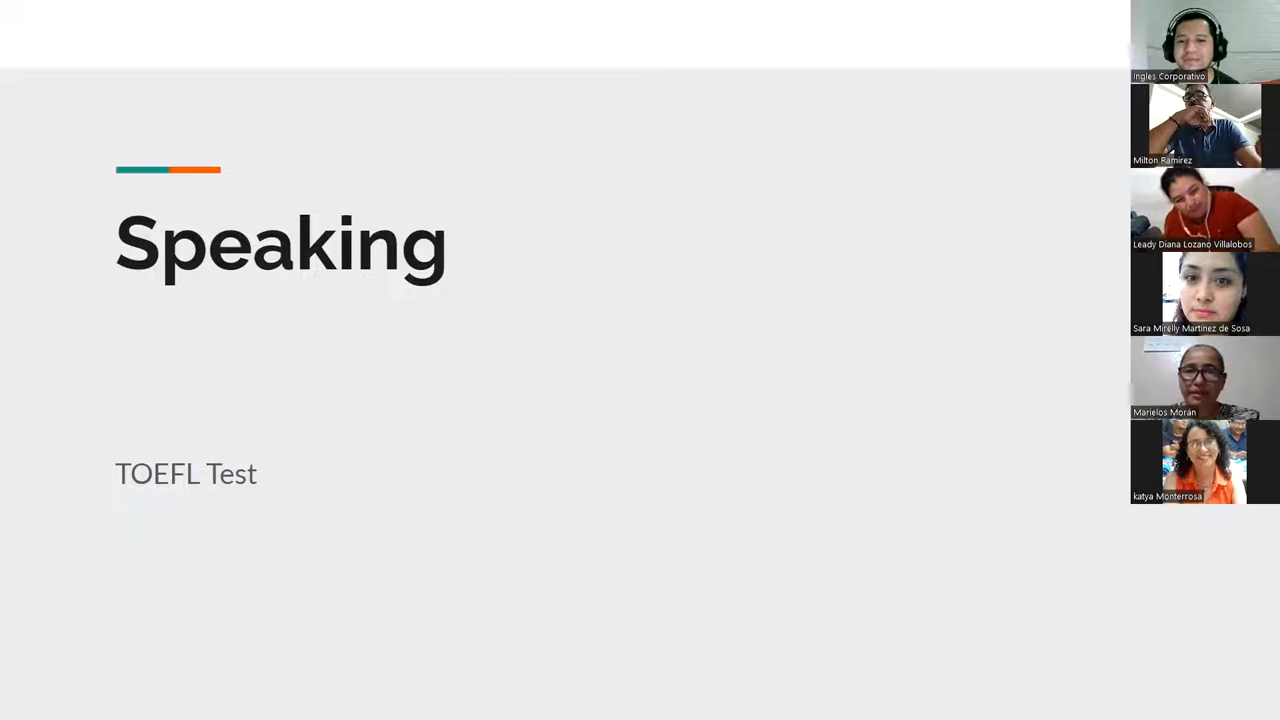 Speaking
TOEFL Test
Ingles Corporativo
Milton Ramirez
Leady Diana Lozano Villalobos
Sara Mirelly Martinez de Sosa
Marielos Morán
katya Monterrosa